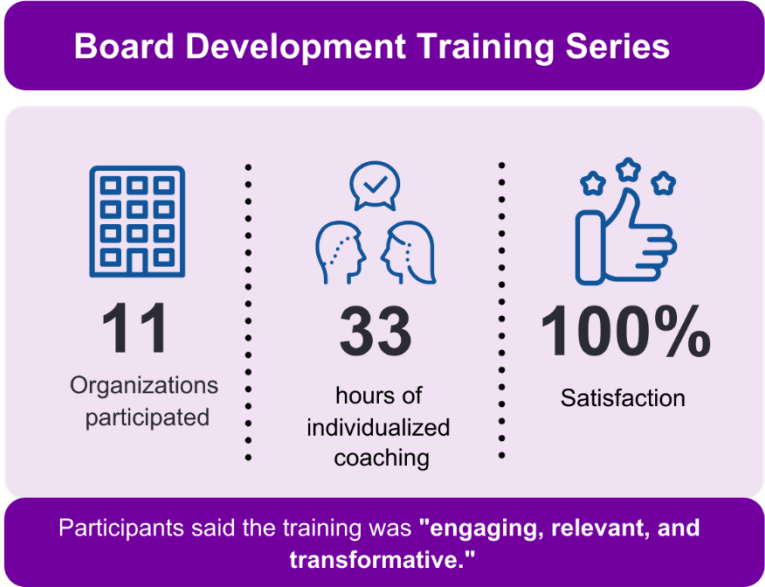 Board Development Training Series
11
Organizations
participated
33
hours of
individualized
coaching
100%
Satisfaction
Participants said the training was "engaging, relevant, and
transformative."